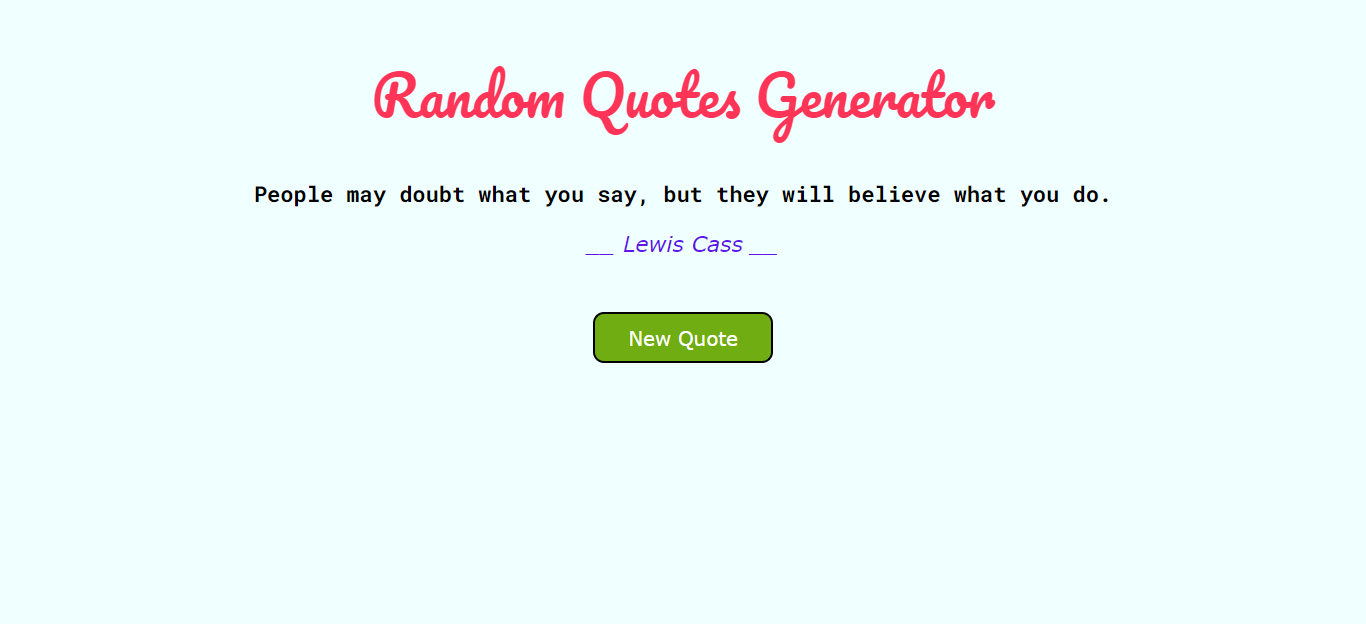 Random Quotes Generator
People may doubt what you say, but they will believe what you do.
__ Lewis Cass __
New Quote